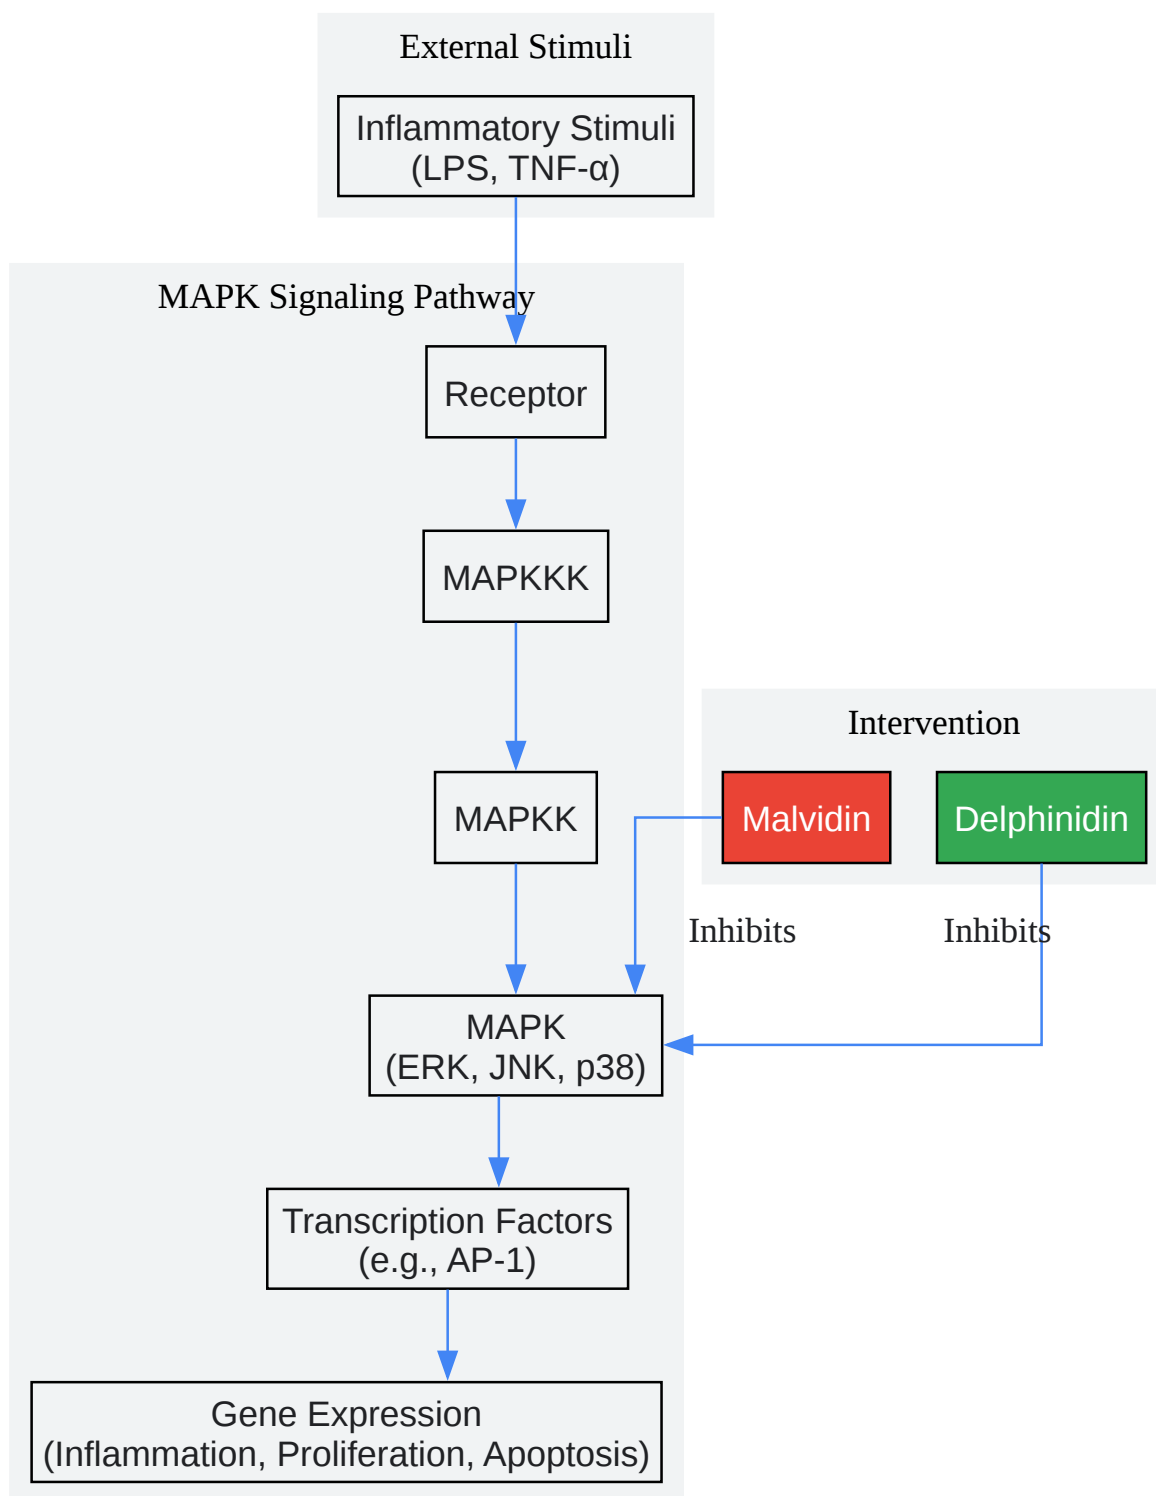 External Stimuli
Inflammatory Stimuli
(LPS, TNF-α)
MAPK Signaling Pathway
Receptor
MAPKKK
Intervention
MAPKK
Malvidin
Delphinidin
Inhibits
Inhibits
MAPK
(ERK, JNK, p38)
Transcription Factors
(e.g., AP-1)
Gene Expression
(Inflammation, Proliferation, Apoptosis)